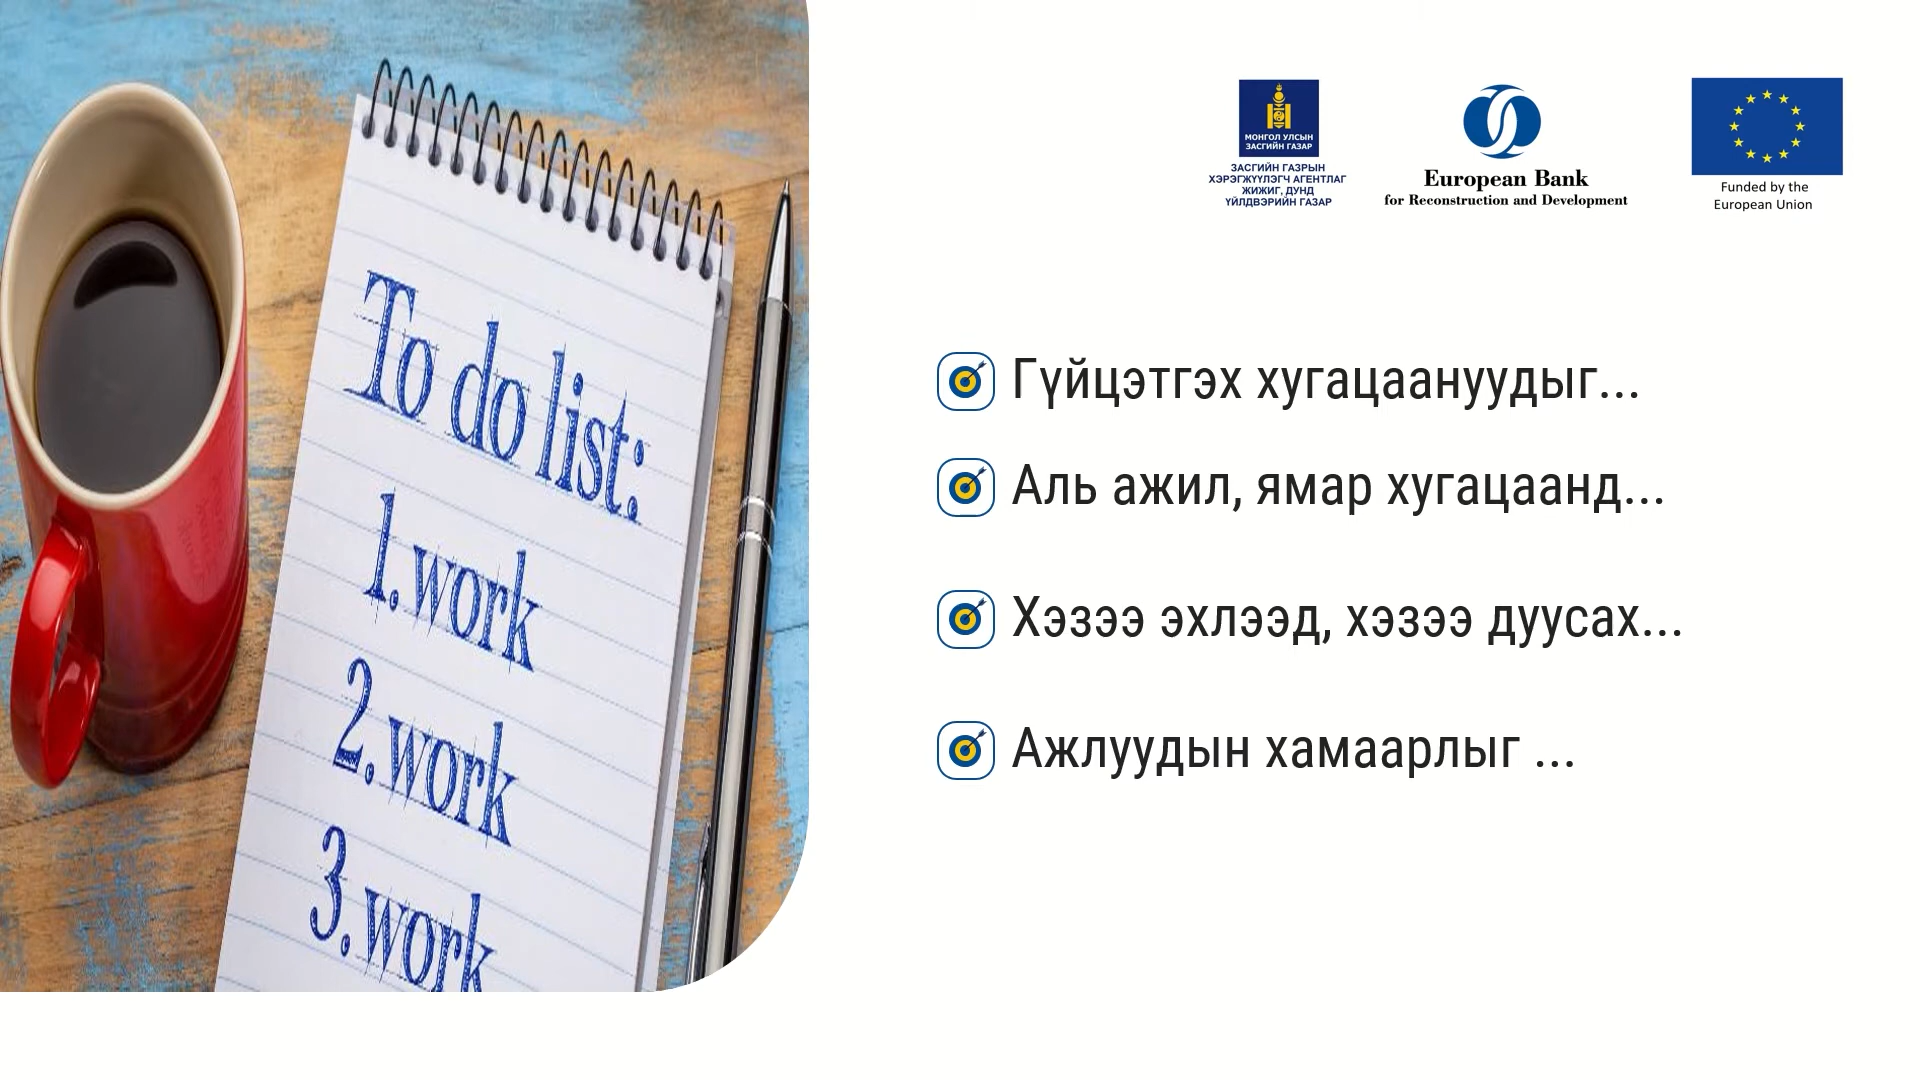 To do list:
1. work
2. work
3. work
МОНГОЛ УЛСЫН
ЗАСГИЙН ГАЗАР
ЗАСГИЙН ГАЗРЫН
ХЭРЭГЖҮҮЛЭГЧ АГЕНТЛАГ
ЖИЖИГ, ДУНД
ҮЙЛДВЭРИЙН ГАЗАР
European Bank
for Reconstruction and Development
Funded by the
European Union
Гүйцэтгэх хугацаануудыг...
Аль ажил, ямар хугацаанд...
Хэзээ эхлээд, хэзээ дуусах...
Ажлуудын хамаарлыг ...